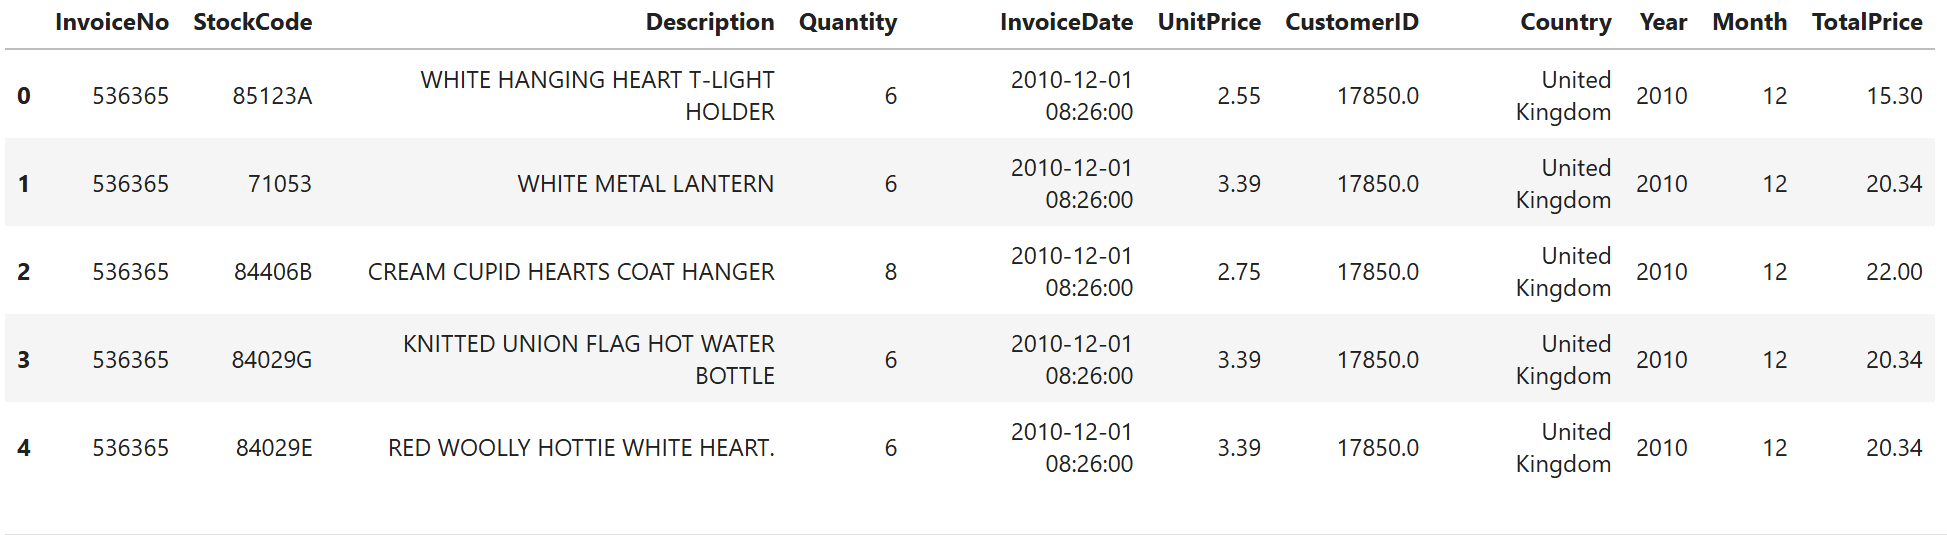 InvoiceNo StockCode Description Quantity InvoiceDate UnitPrice CustomerID Country Year Month TotalPrice
0 536365 85123A WHITE HANGING HEART T-LIGHT HOLDER 6 2010-12-01 08:26:00 2.55 17850.0 United Kingdom 2010 12 15.30
1 536365 71053 WHITE METAL LANTERN 6 2010-12-01 08:26:00 3.39 17850.0 United Kingdom 2010 12 20.34
2 536365 84406B CREAM CUPID HEARTS COAT HANGER 8 2010-12-01 08:26:00 2.75 17850.0 United Kingdom 2010 12 22.00
3 536365 84029G KNITTED UNION FLAG HOT WATER BOTTLE 6 2010-12-01 08:26:00 3.39 17850.0 United Kingdom 2010 12 20.34
4 536365 84029E RED WOOLLY HOTTIE WHITE HEART. 6 2010-12-01 08:26:00 3.39 17850.0 United Kingdom 2010 12 20.34